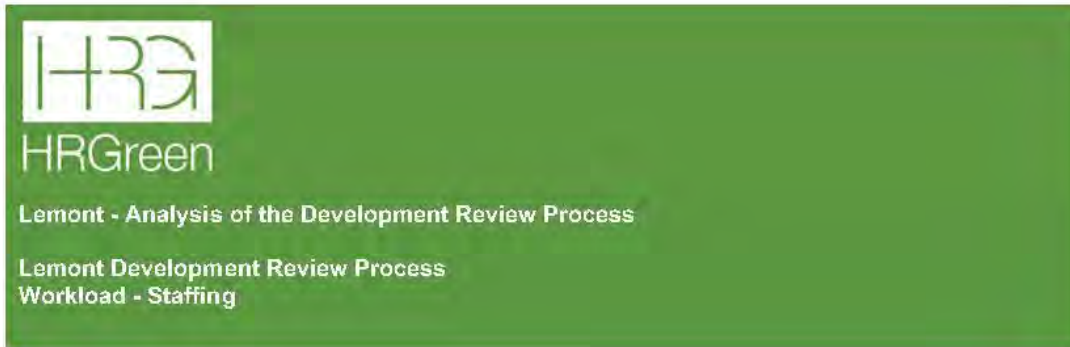 HRG
HRGreen
Lemont - Analysis of the Development Review Process
Lemont Development Review Process
Workload - Staffing